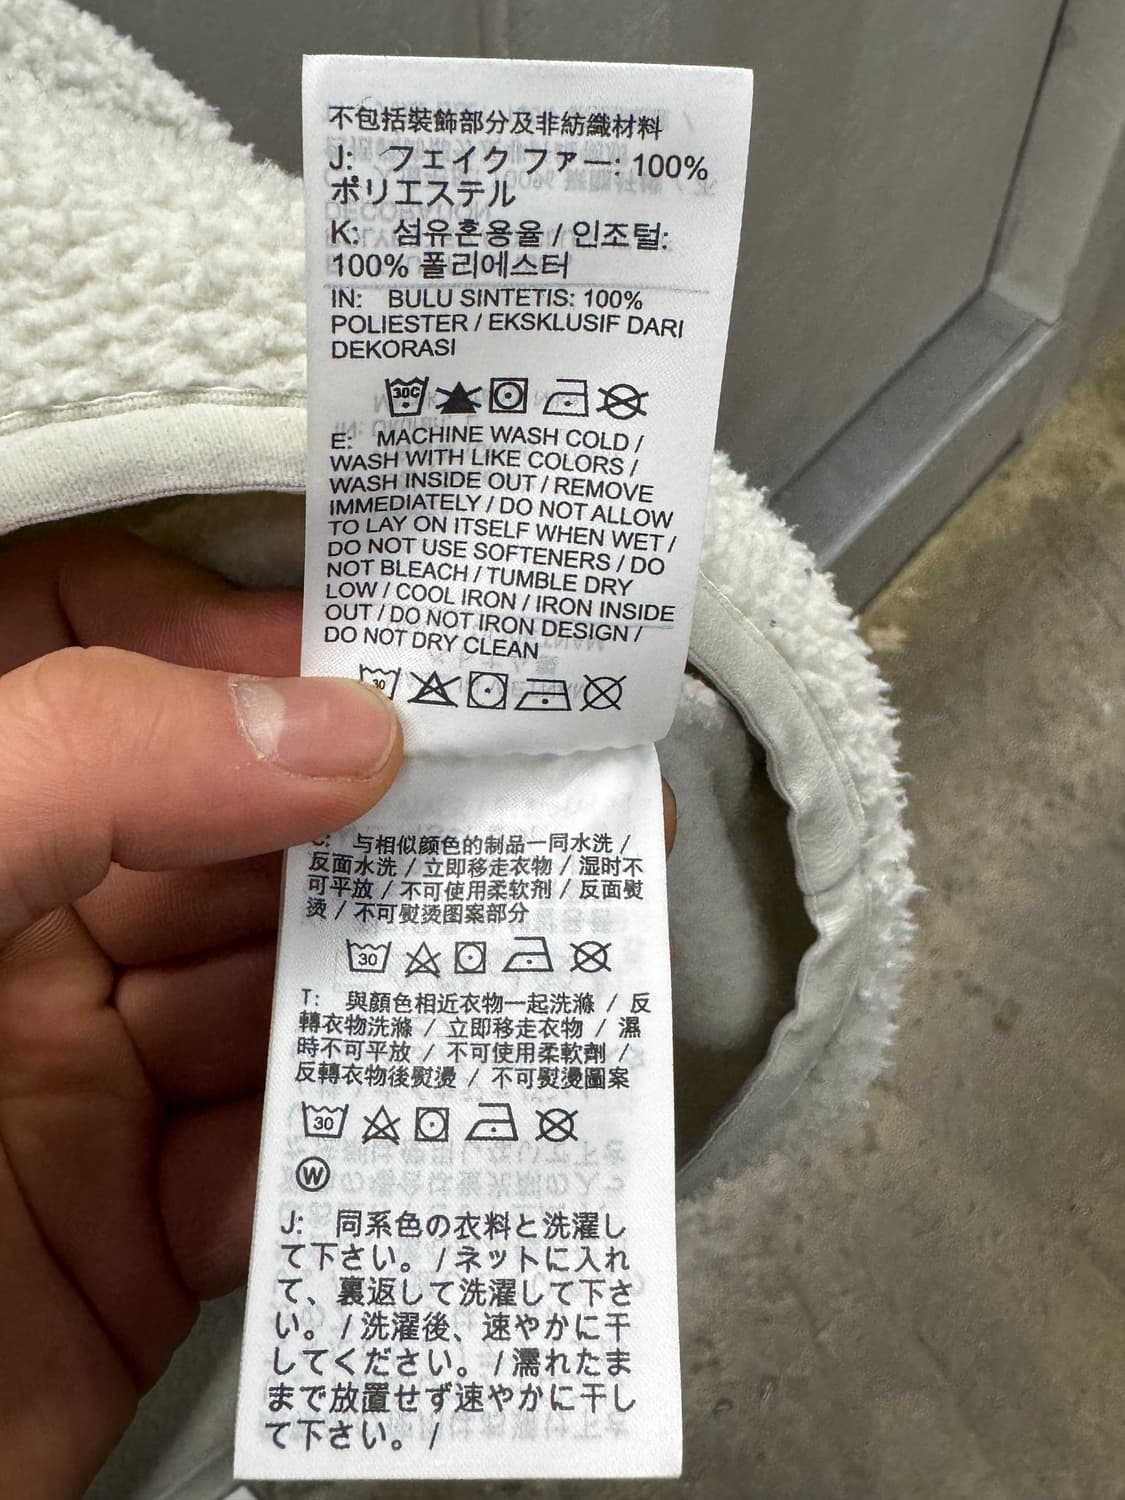 不包括裝飾部分及非紡織材料
J: フェイクファー: 100%
ポリエステル
K: 섬유혼용율 / 인조털:
100% 폴리에스터
IN: BULU SINTETIS: 100%
POLIESTER / EKSKLUSIF DARI
DEKORASI
30C
E: MACHINE WASH COLD /
WASH WITH LIKE COLORS /
WASH INSIDE OUT / REMOVE
IMMEDIATELY / DO NOT ALLOW
TO LAY ON ITSELF WHEN WET /
DO NOT USE SOFTENERS / DO
NOT BLEACH / TUMBLE DRY
LOW / COOL IRON / IRON INSIDE
OUT / DO NOT IRON DESIGN /
DO NOT DRY CLEAN
30
C: 与相似颜色的制品一同水洗 /
反面水洗 / 立即移走衣物 / 湿时不
可平放 / 不可使用柔软剂 / 反面熨
烫 / 不可熨烫图案部分
30
T: 與顏色相近衣物一起洗滌 / 反
轉衣物洗滌 / 立即移走衣物 / 濕
時不可平放 / 不可使用柔軟劑 /
反轉衣物後熨燙 / 不可熨燙圖案
30
W
J: 同系色の衣料と洗濯し
て下さい。/ネットに入れ
て、裏返して洗濯して下さ
い。/洗濯後、速やかに干
してください。/濡れたま
まで放置せず速やかに干し
て下さい。/